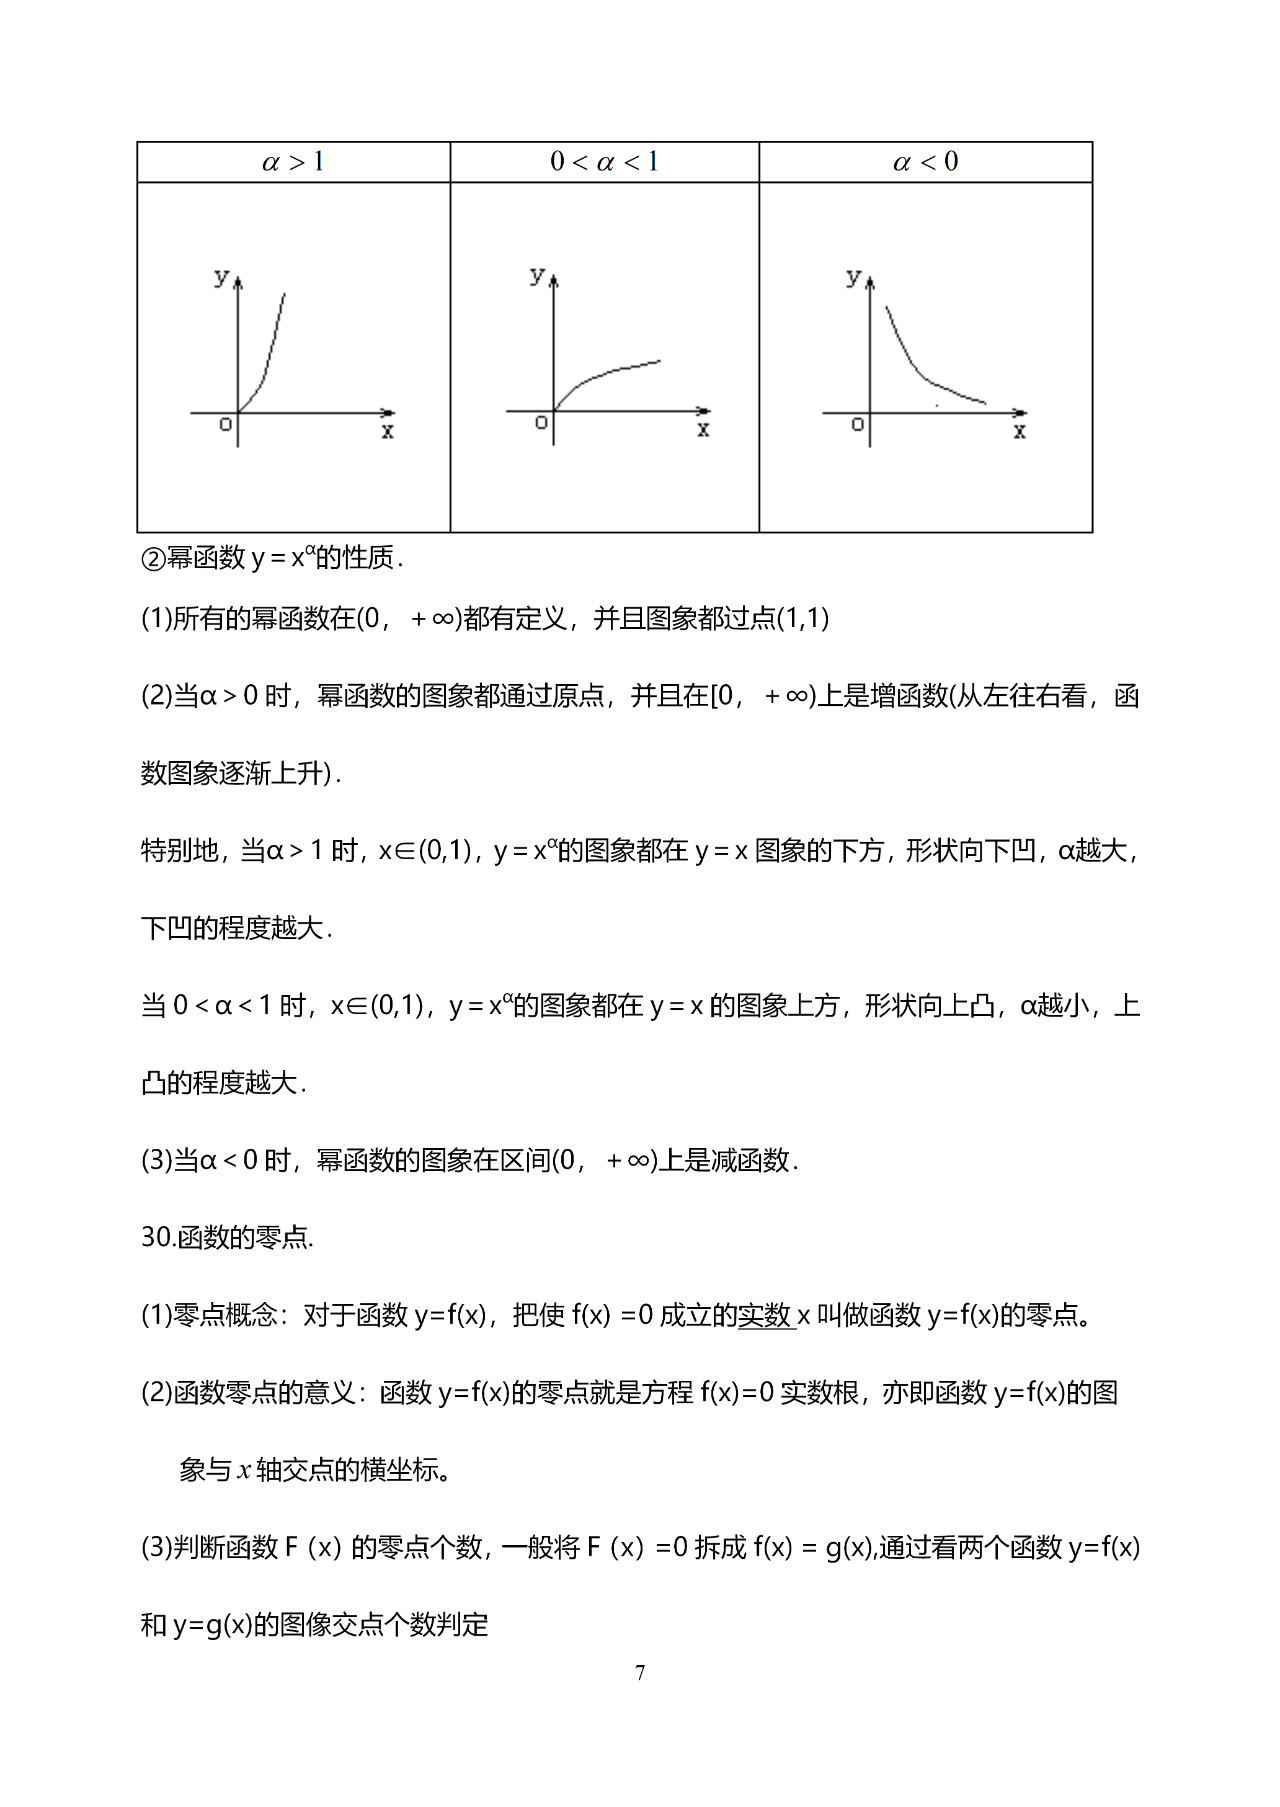 α > 1 0 < α < 1 α < 0
y y y
O x O x O x
②幂函数 y＝xα的性质．
(1)所有的幂函数在(0，＋∞)都有定义，并且图象都过点(1,1)
(2)当α＞0 时，幂函数的图象都通过原点，并且在[0，＋∞)上是增函数(从左往右看，函
数图象逐渐上升)．
特别地，当α＞1 时，x∈(0,1)，y＝xα的图象都在 y＝x 图象的下方，形状向下凹，α越大，
下凹的程度越大．
当 0＜α＜1 时，x∈(0,1)，y＝xα的图象都在 y＝x 的图象上方，形状向上凸，α越小，上
凸的程度越大．
(3)当α＜0 时，幂函数的图象在区间(0，＋∞)上是减函数．
30.函数的零点.
(1)零点概念：对于函数 y=f(x)，把使 f(x) =0 成立的实数 x 叫做函数 y=f(x)的零点。
(2)函数零点的意义：函数 y=f(x)的零点就是方程 f(x)=0 实数根，亦即函数 y=f(x)的图
象与 x 轴交点的横坐标。
(3)判断函数 F（x）的零点个数，一般将 F（x）=0 拆成 f(x) = g(x),通过看两个函数 y=f(x)
和 y=g(x)的图像交点个数判定
7